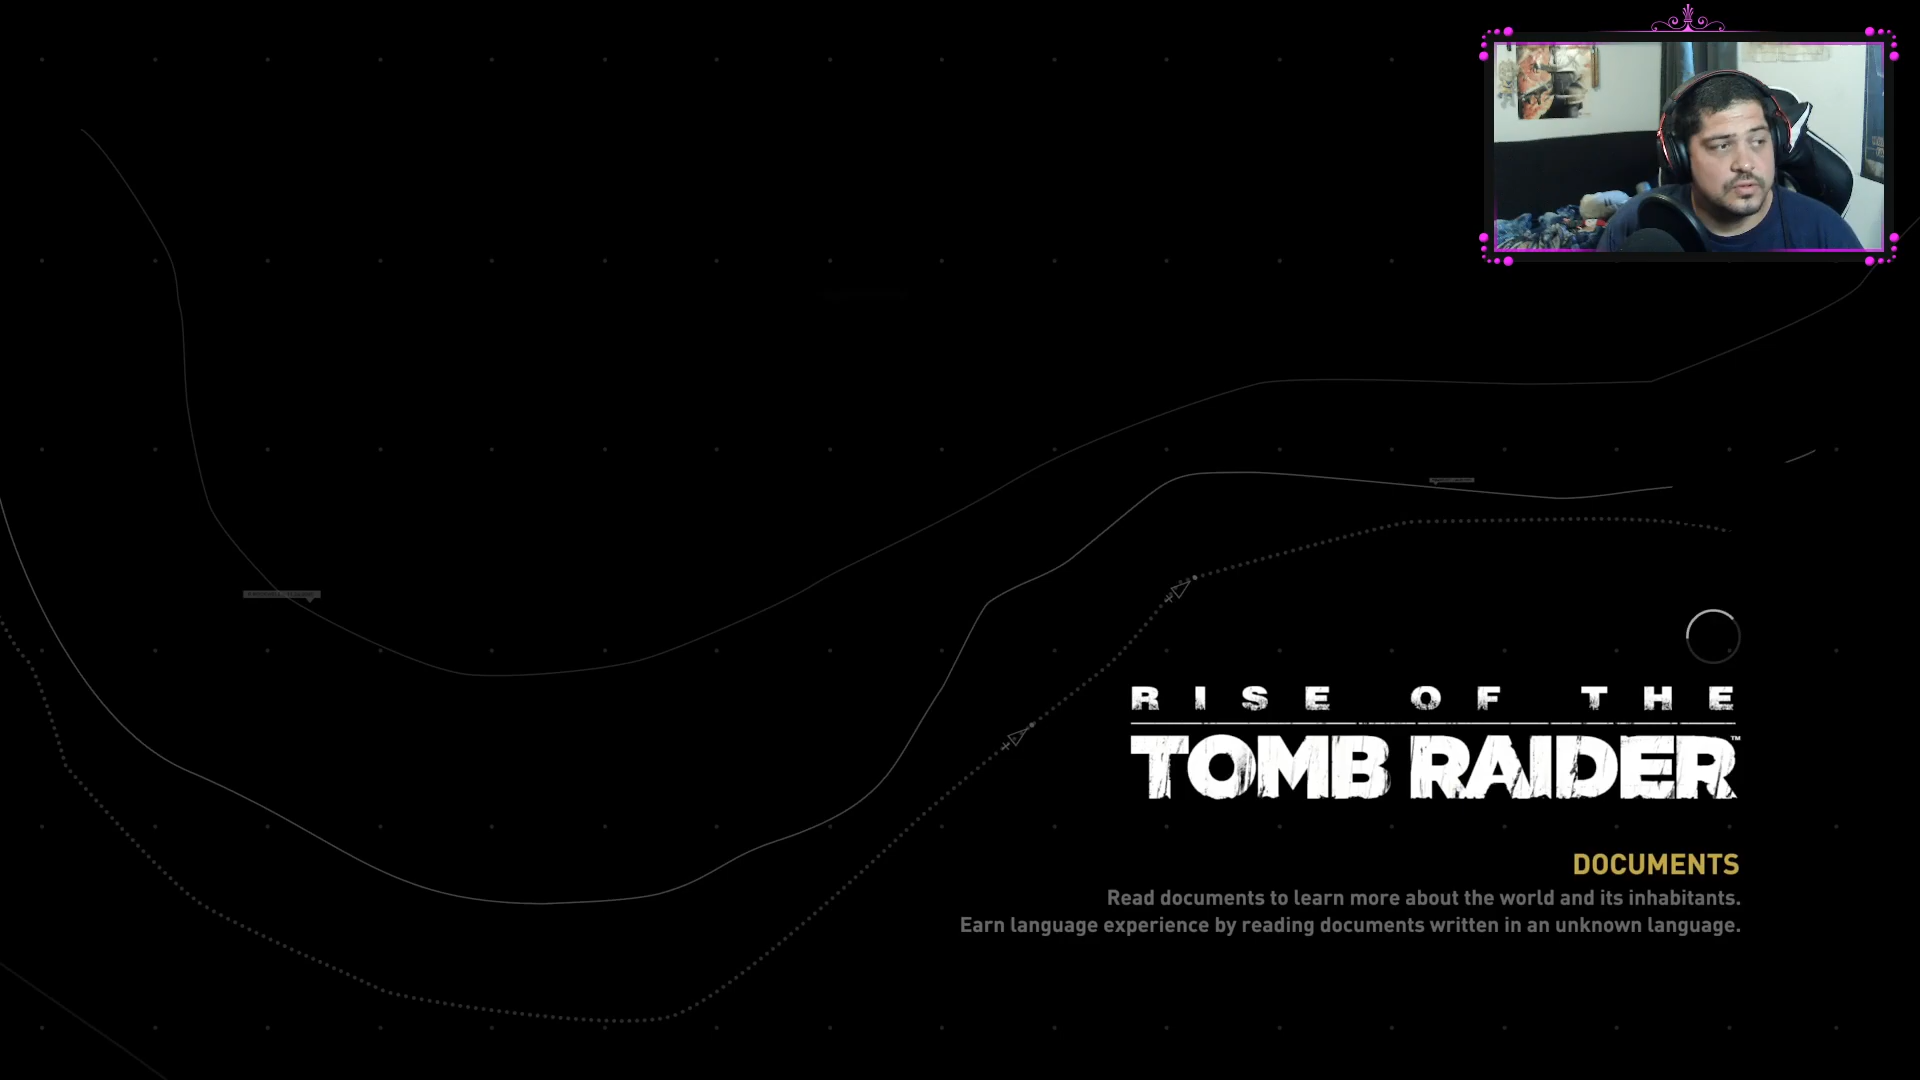 RISE OF THE
TOMB RAIDER™
DOCUMENTS
Read documents to learn more about the world and its inhabitants.
Earn language experience by reading documents written in an unknown language.